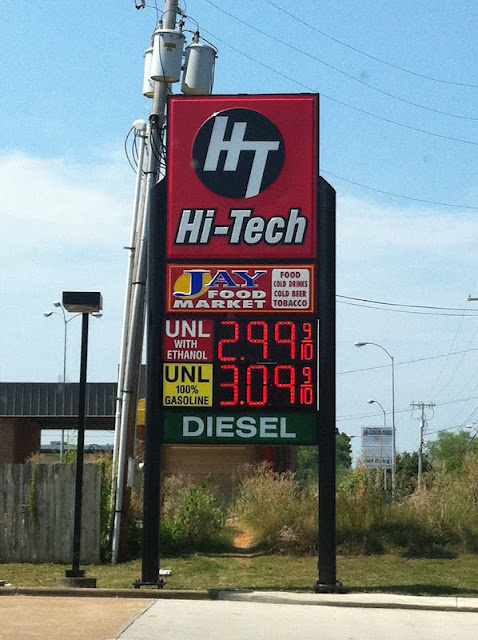 HT
Hi-Tech
JAY
FOOD
MARKET
FOOD
COLD DRINKS
COLD BEER
TOBACCO
UNL
WITH
ETHANOL
2.99 9/10
UNL
100%
GASOLINE
3.09 9/10
DIESEL